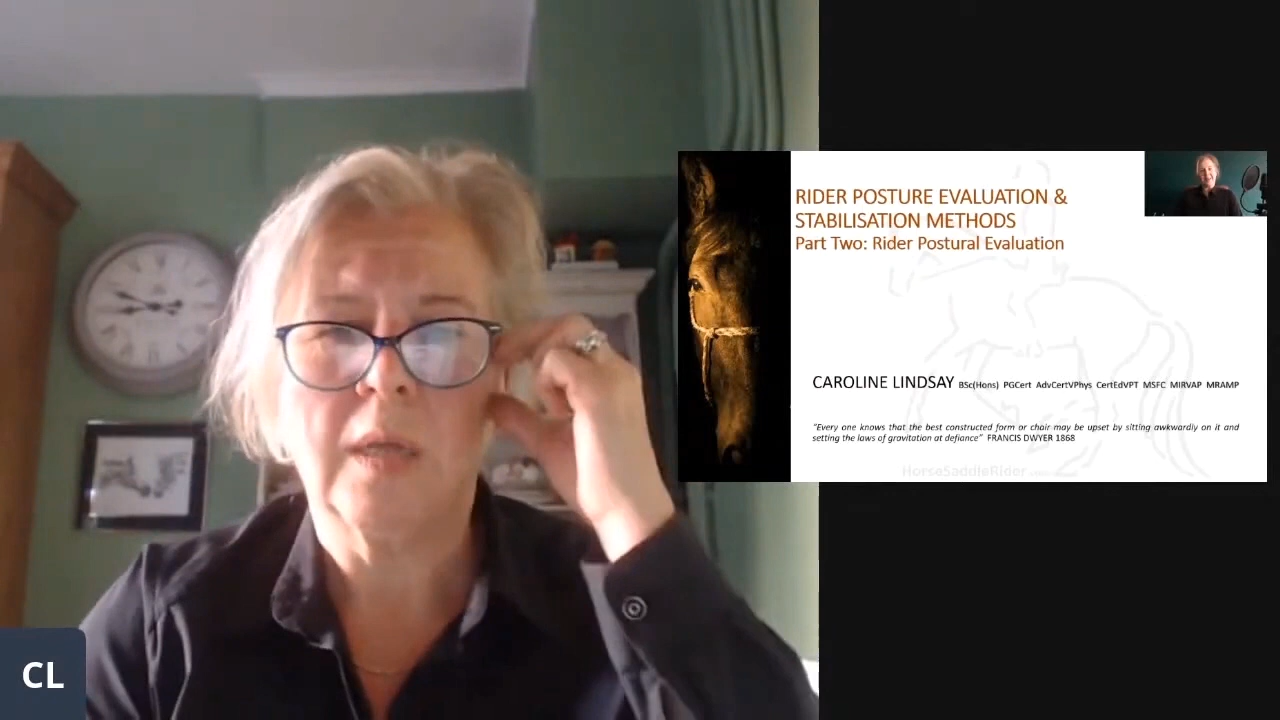 RIDER POSTURE EVALUATION &
STABILISATION METHODS
Part Two: Rider Postural Evaluation
CAROLINE LINDSAY BSc(Hons) PGCert AdvCertVPhys CertEdVPT MSFC MIRVAP MRAMP
“Every one knows that the best constructed form or chair may be upset by sitting awkwardly on it and
setting the laws of gravitation at defiance” FRANCIS DWYER 1868
HorseSaddleRider
CL